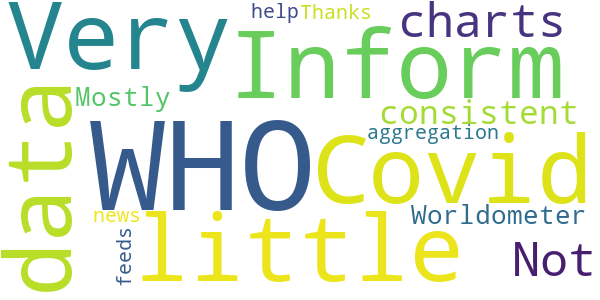 help Thanks
Very charts
Inform
data Mostly
consistent
aggregation
WHO Covid
news Worldometer
little
feeds Not